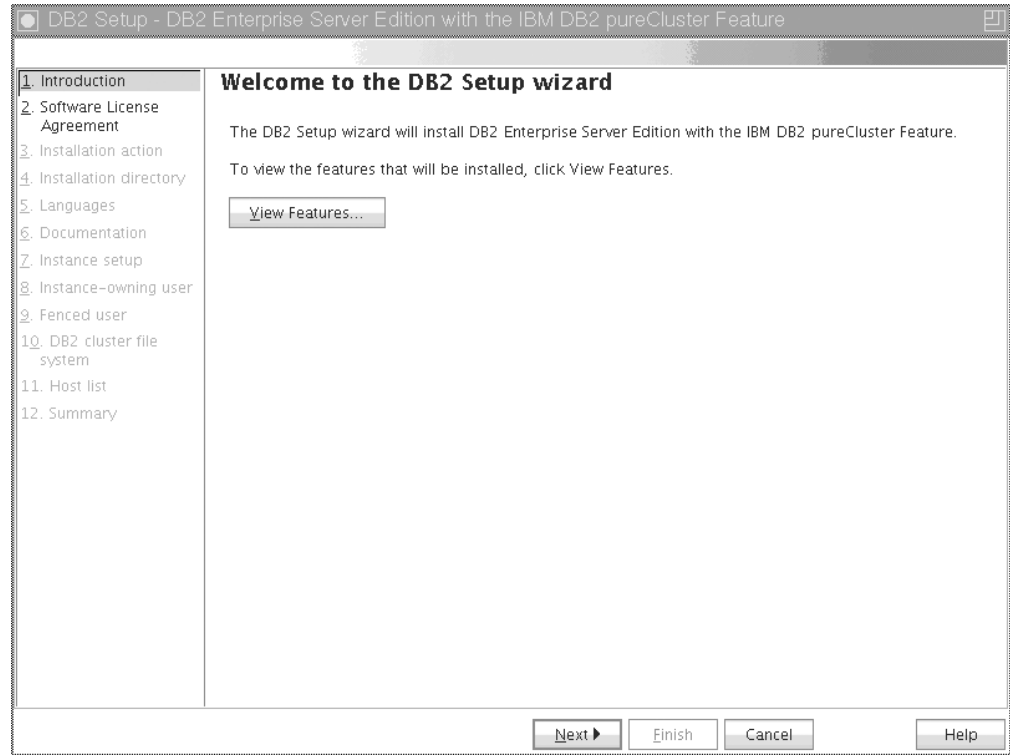 DB2 Setup - DB2 Enterprise Server Edition with the IBM DB2 pureCluster Feature
1. Introduction
2. Software License
Agreement
3. Installation action
4. Installation directory
5. Languages
6. Documentation
7. Instance setup
8. Instance-owning user
9. Fenced user
10. DB2 cluster file
system
11. Host list
12. Summary
Welcome to the DB2 Setup wizard
The DB2 Setup wizard will install DB2 Enterprise Server Edition with the IBM DB2 pureCluster Feature.
To view the features that will be installed, click View Features.
View Features...
Next Finish Cancel Help